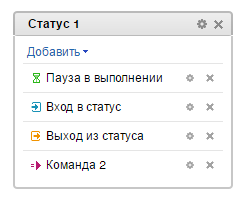 Статус 1
Добавить
Пауза в выполнении
Вход в статус
Выход из статуса
Команда 2